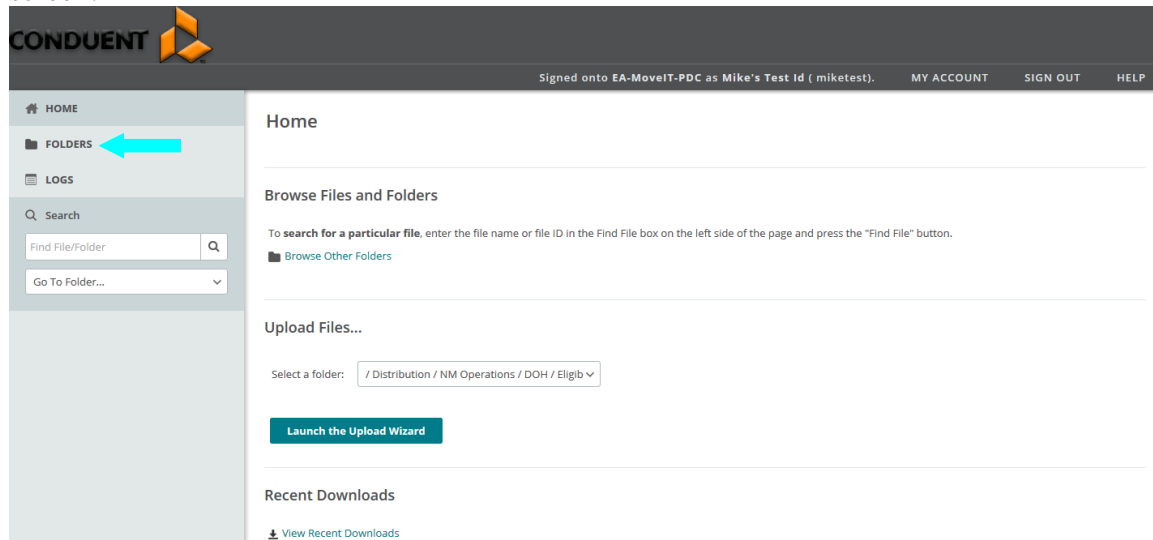 CONDUENT
Signed onto EA-MoveIT-PDC as Mike's Test Id ( miketest). MY ACCOUNT SIGN OUT HELP
HOME
FOLDERS
LOGS
Search
Find File/Folder
Go To Folder...
Home
Browse Files and Folders
To search for a particular file, enter the file name or file ID in the Find File box on the left side of the page and press the "Find File" button.
Browse Other Folders
Upload Files...
Select a folder: / Distribution / NM Operations / DOH / Eligib
Launch the Upload Wizard
Recent Downloads
View Recent Downloads